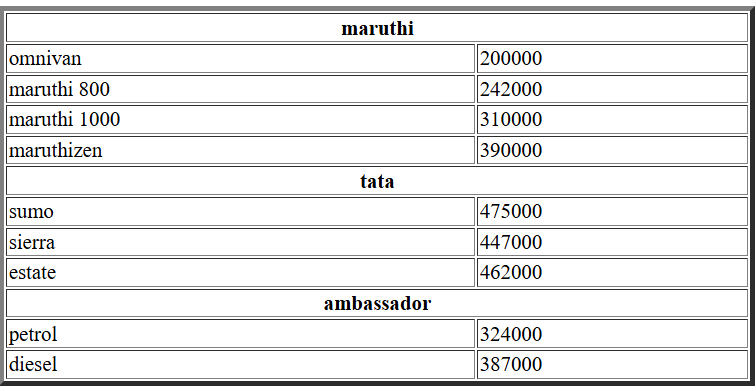 maruthi
omnivan 200000
maruthi 800 242000
maruthi 1000 310000
maruthizen 390000
tata
sumo 475000
sierra 447000
estate 462000
ambassador
petrol 324000
diesel 387000